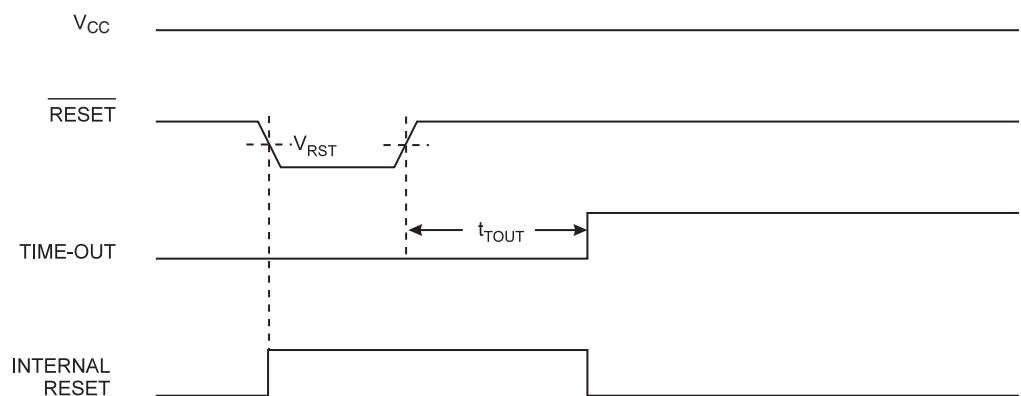 VCC
RESET
VRST
tTOUT
TIME-OUT
INTERNAL
RESET